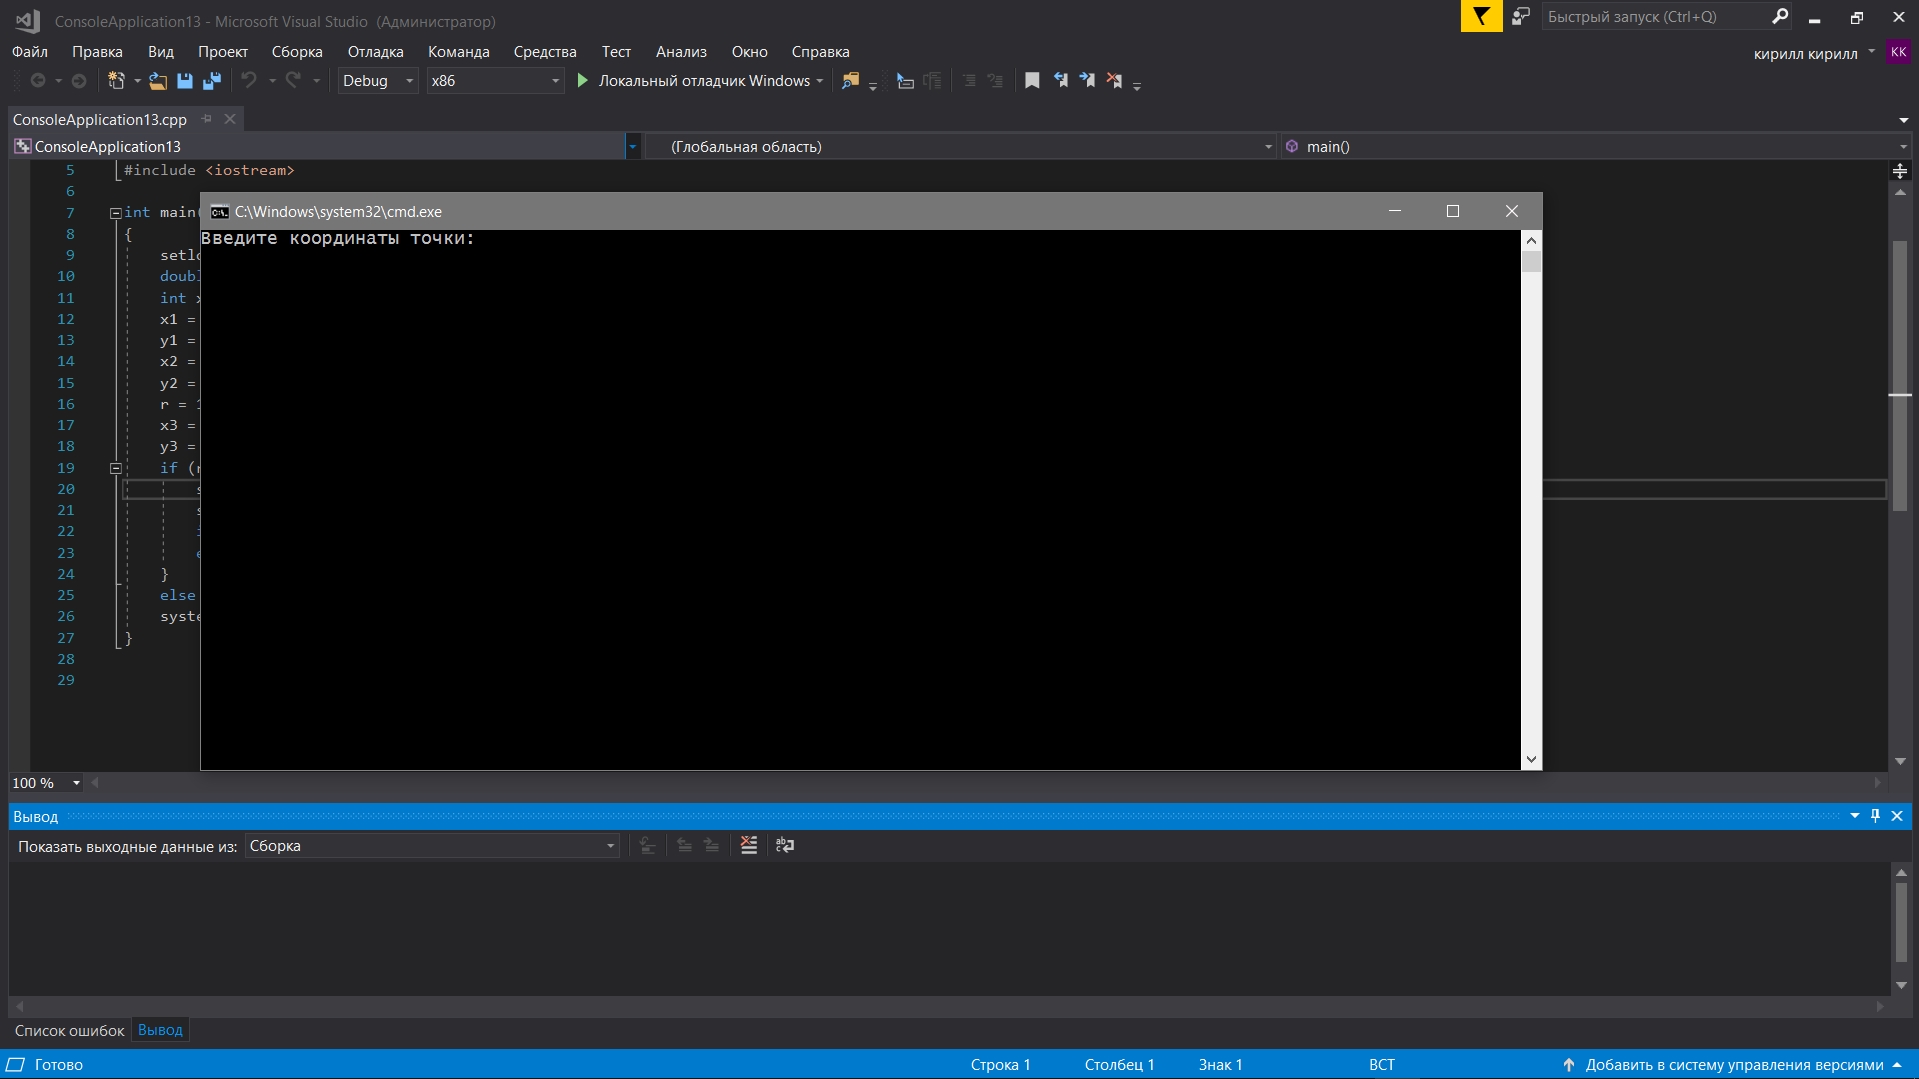 ConsoleApplication13 - Microsoft Visual Studio (Администратор)
Быстрый запуск (Ctrl+Q)
Файл Правка Вид Проект Сборка Отладка Команда Средства Тест Анализ Окно Справка
кирилл кирилл KK
Debug x86 Локальный отладчик Windows
ConsoleApplication13.cpp
ConsoleApplication13 (Глобальная область) main()
5 #include <iostream>
6
7 int main(
8 {
9 setlo
10 doubl
11 int x
12 x1 =
13 y1 =
14 x2 =
15 y2 =
16 r = 1
17 x3 =
18 y3 =
19 if (r
20 s
21 s
22 i
23 e
24 }
25 else
26 syste
27 }
28
29
C:\Windows\system32\cmd.exe
Введите координаты точки:
100 %
Вывод
Показать выходные данные из: Сборка
Список ошибок Вывод
Готово Строка 1 Столбец 1 Знак 1 ВСТ Добавить в систему управления версиями